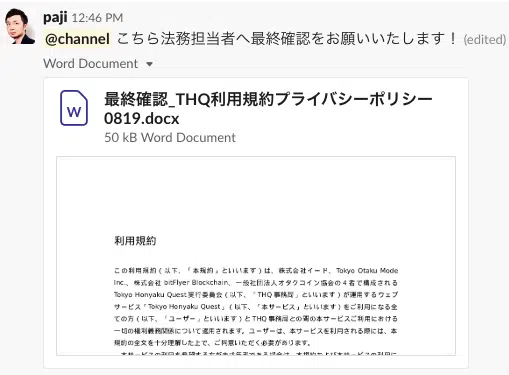 paji 12:46 PM
@channel こちら法務担当者へ最終確認をお願いいたします！ (edited)
Word Document
W
最終確認_THQ利用規約プライバシーポリシー
0819.docx
50 kB Word Document
利用規約
この利用規約（以下、「本規約」といいます）は、株式会社イード、Tokyo Otaku Mode
Inc.、株式会社 bitFlyer Blockchain、一般社団法人オタクコイン協会の４者で構成される
Tokyo Honyaku Quest実行委員会（以下、「THQ 事務局」といいます）が運用するウェブ
サービス「Tokyo Honyaku Quest」（以下、「本サービス」といいます）をご利用になる全
ての方（以下、「ユーザー」といいます）とTHQ 事務局との間の本サービスご利用における
一切の権利義務関係について適用されます。ユーザーは、本サービスを利用される際には、本
規約の全文を十分理解した上で、ご同意いただく必要があります。